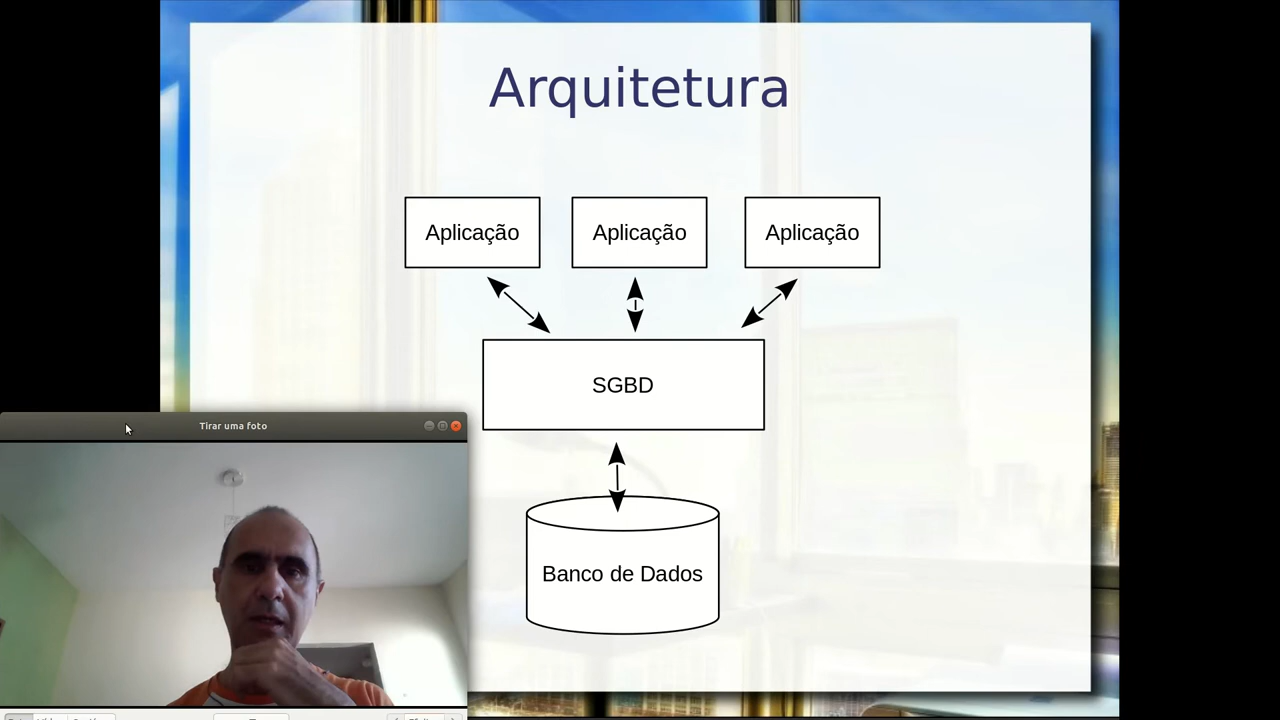 Arquitetura
Aplicação Aplicação Aplicação
SGBD
Tirar uma foto
Banco de Dados